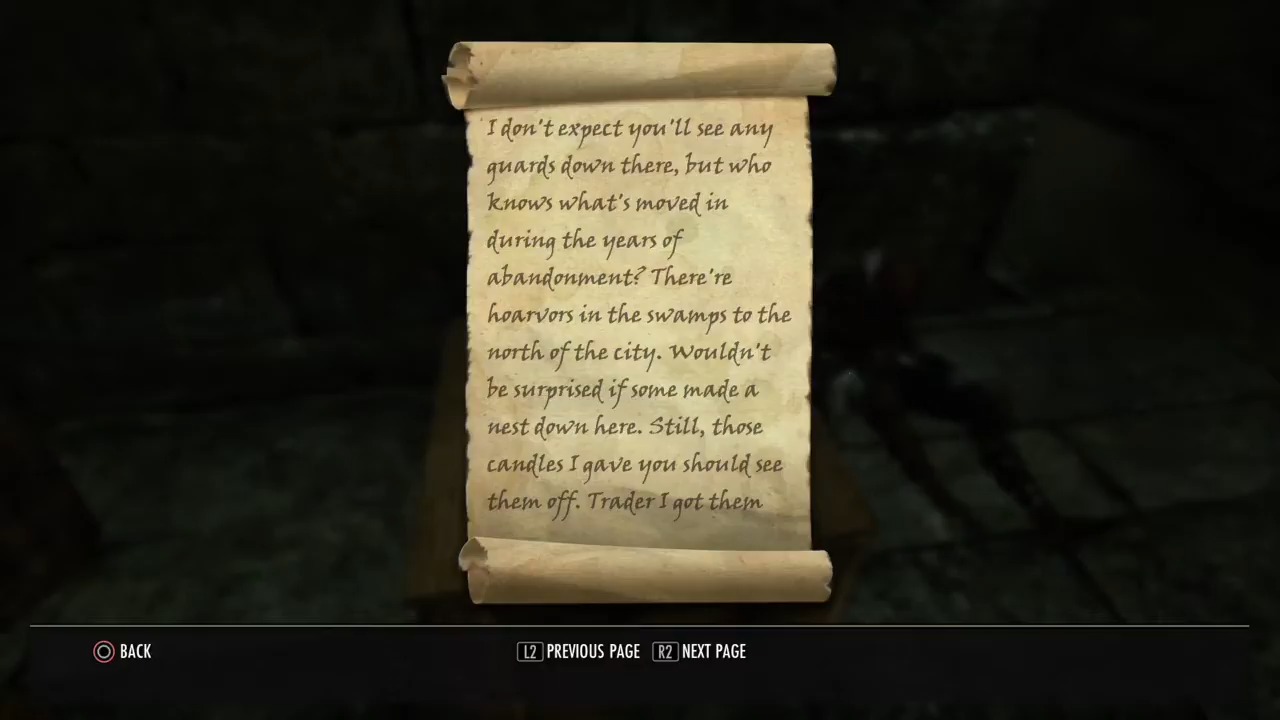 I don't expect you'll see any
guards down there, but who
knows what's moved in
during the years of
abandonment? There're
hoarvors in the swamps to the
north of the city. Wouldn't
be surprised if some made a
nest down here. Still, those
candles I gave you should see
them off. Trader I got them
BACK
L2 PREVIOUS PAGE R2 NEXT PAGE